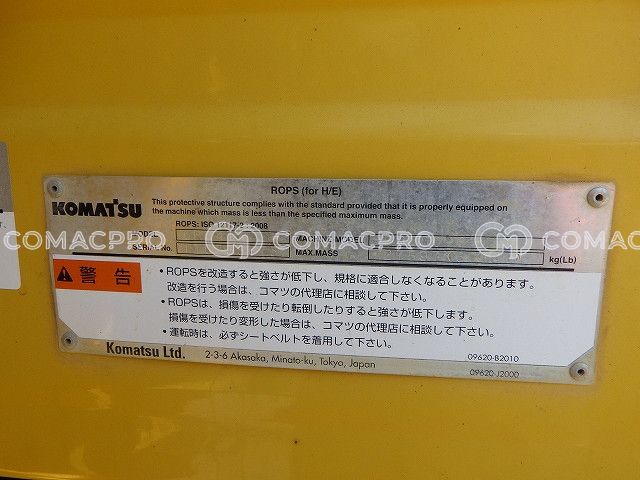 ROPS (for H/E)
KOMATSU
This protective structure complies with the standard provided that it is properly equipped on
the machine which mass is less than the specified maximum mass.
ROPS: ISO 12117-2 : 2008
MODEL
MACHINE MODEL
SERIAL No.
MAX.MASS
kg(Lb)
COMACPRO COMACPRO COMACPRO
警告
・ROPSを改造すると強さが低下し、規格に適合しなくなることがあります。
改造を行う場合は、コマツの代理店に相談して下さい。
・ROPSは、損傷を受けたり転倒したりすると強さが低下します。
損傷を受けたり変形した場合は、コマツの代理店に相談して下さい。
・運転時は、必ずシートベルトを着用して下さい。
09620-B2010
Komatsu Ltd.
2-3-6 Akasaka, Minato-ku, Tokyo, Japan
09620-J2000
す。